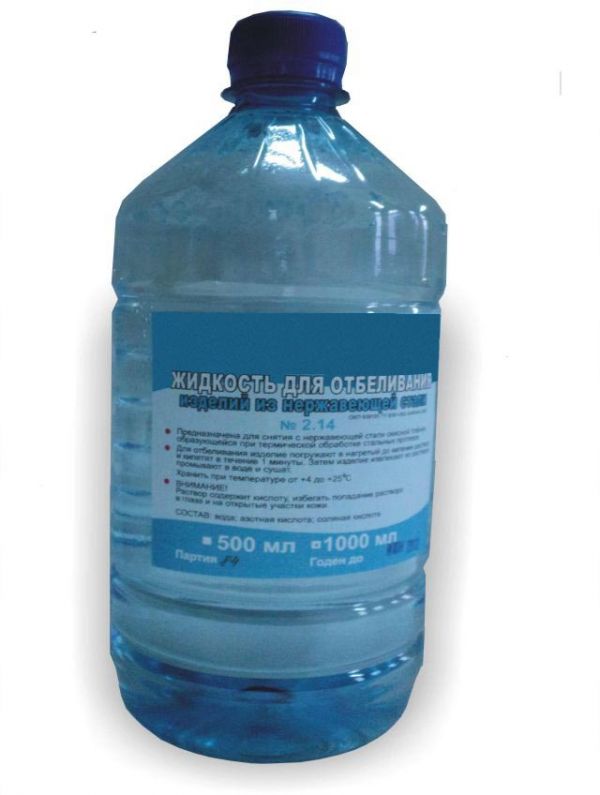 ЖИДКОСТЬ ДЛЯ ОТБЕЛИВАНИЯ
изделий из нержавеющей стали
№ 2.14
• Предназначена для снятия с нержавеющей стали окисной пленки,
образующейся при термической обработке стальных протезов.
• Для отбеливания изделие погружают в нагретый до кипения раствор
и кипятят в течение 1 минуты. Затем изделие извлекают из раствора,
промывают в воде и сушат.
Хранить при температуре от +4 до +25°С
• ВНИМАНИЕ!
Раствор содержит кислоту, избегать попадание раствора
в глаза и на открытые участки кожи.
СОСТАВ: вода; азотная кислота; соляная кислота
500 мл 1000 мл
Партия 54 Годен до